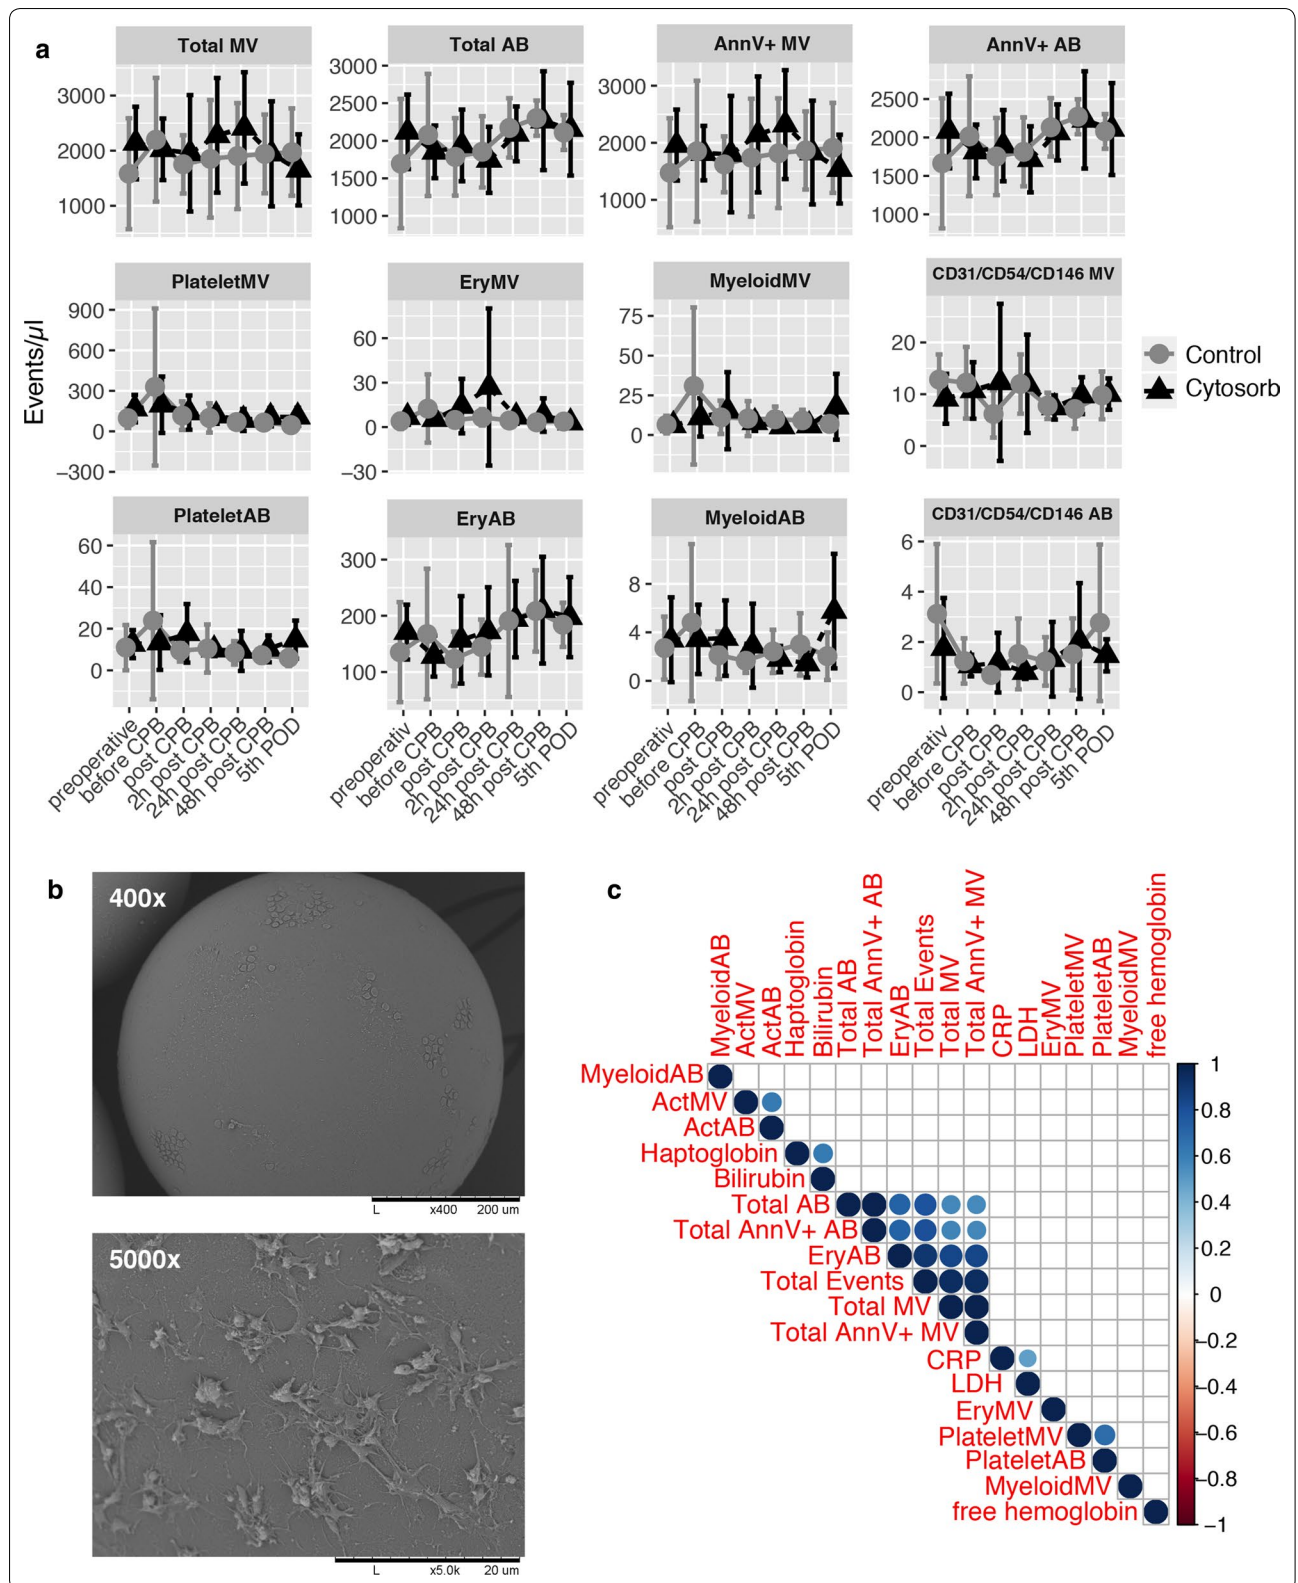 a
Total MV
Total AB
AnnV+ MV
AnnV+ AB
3000
2000
1000
3000
2500
2000
1500
1000
3000
2000
1000
2500
2000
1500
1000
Events/µl
PlateletMV
EryMV
MyeloidMV
CD31/CD54/CD146 MV
900
600
300
0
−300
60
30
0
−30
75
50
25
0
20
10
0
Control
Cytosorb
PlateletAB
EryAB
MyeloidAB
CD31/CD54/CD146 AB
60
40
20
0
300
200
100
8
4
0
6
4
2
0
preoperative
before CPB
post CPB
2h post CPB
24h post CPB
48h post CPB
5th POD
preoperativ
before CPB
post CPB
2h post CPB
24h post CPB
48h post CPB
5th POD
preoperativ
before CPB
post CPB
2h post CPB
24h post CPB
48h post CPB
5th POD
preoperativ
before CPB
post CPB
2h post CPB
24h post CPB
48h post CPB
5th POD
b
400x
L x400 200 um
5000x
L x5.0k 20 um
c
MyeloidAB
ActMV
ActAB
Haptoglobin
Bilirubin
Total AB
Total AnnV+ AB
EryAB
Total Events
Total MV
Total AnnV+ MV
CRP
LDH
EryMV
PlateletMV
PlateletAB
MyeloidMV
free hemoglobin
MyeloidAB
ActMV
ActAB
Haptoglobin
Bilirubin
Total AB
Total AnnV+ AB
EryAB
Total Events
Total MV
Total AnnV+ MV
CRP
LDH
EryMV
PlateletMV
PlateletAB
MyeloidMV
free hemoglobin
1
0.8
0.6
0.4
0.2
0
−0.2
−0.4
−0.6
−0.8
−1